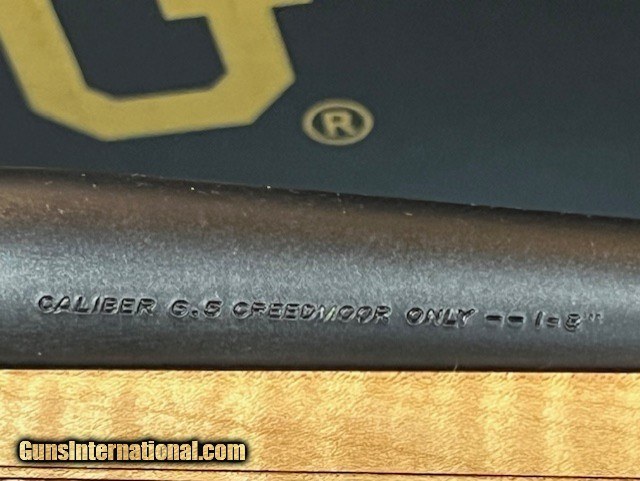 G®
CALIBER 6.5 CREEDMOOR ONLY -- 1-8"
GunsInternational.com